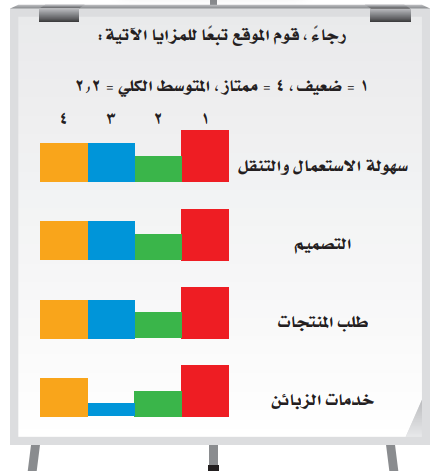 رجاءً، قوم الموقع تبعًا للمزايا الآتية:
١ = ضعيف، ٤ = ممتاز، المتوسط الكلي = ٢,٢
١ ٢ ٣ ٤
سهولة الاستعمال والتنقل
التصميم
طلب المنتجات
خدمات الزبائن